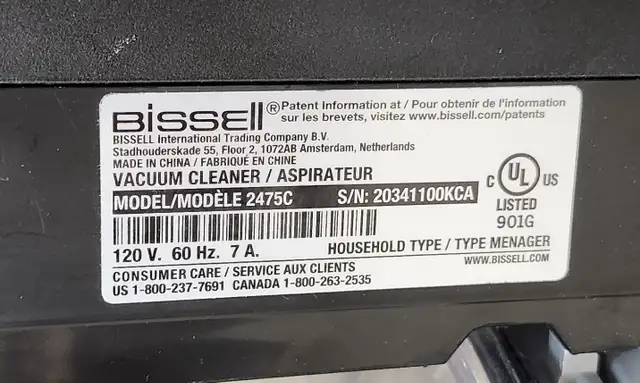 BISSELL® Patent Information at / Pour obtenir de l'information
sur les brevets, visitez www.bissell.com/patents
BISSELL International Trading Company B.V.
Stadhouderskade 55, Floor 2, 1072AB Amsterdam, Netherlands
MADE IN CHINA / FABRIQUÉ EN CHINE
VACUUM CLEANER / ASPIRATEUR
MODEL/MODÈLE 2475C S/N: 20341100KCA
C UL US
LISTED
901G
120 V. 60 Hz. 7 A. HOUSEHOLD TYPE / TYPE MENAGER
CONSUMER CARE / SERVICE AUX CLIENTS WWW.BISSELL.COM
US 1-800-237-7691 CANADA 1-800-263-2535